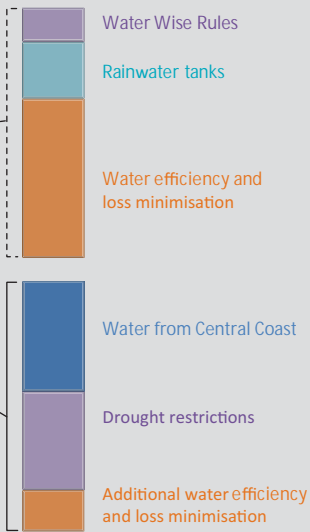 Water Wise Rules
Rainwater tanks
Water efficiency and
loss minimisation
Water from Central Coast
Drought restrictions
Additional water efficiency
and loss minimisation